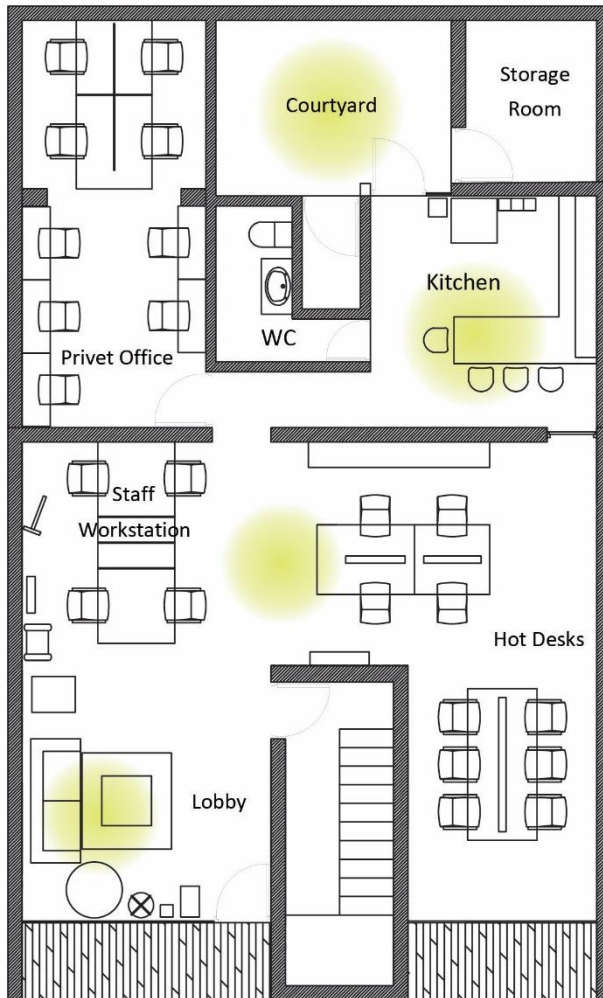 Courtyard
Storage
Room
Kitchen
WC
Privet Office
Staff
Workstation
Hot Desks
Lobby